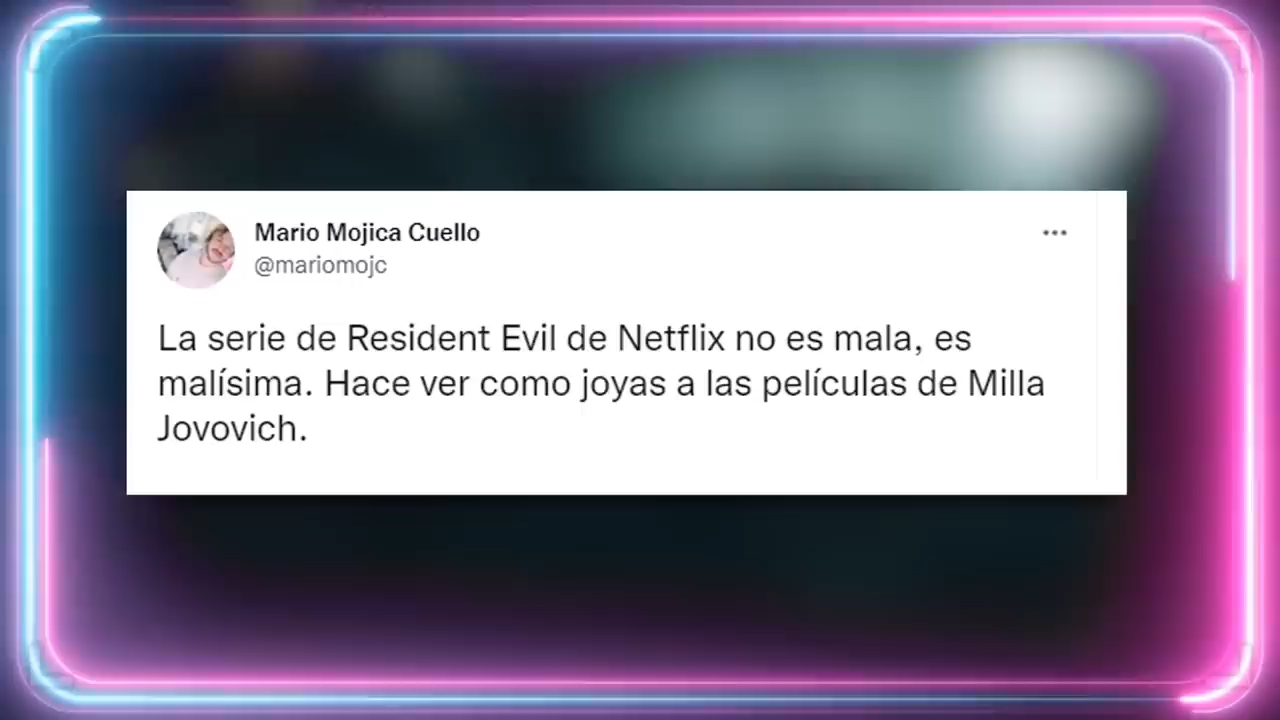 Mario Mojica Cuello
@mariomojc
La serie de Resident Evil de Netflix no es mala, es
malísima. Hace ver como joyas a las películas de Milla
Jovovich.